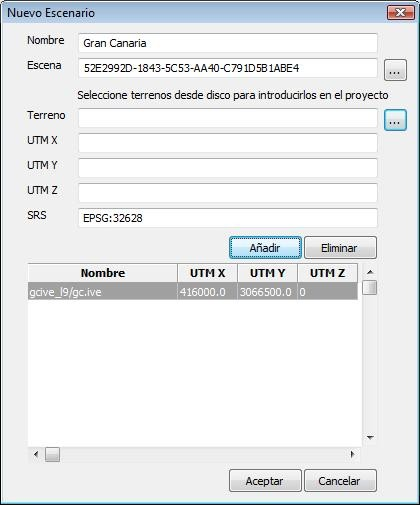 Nuevo Escenario
Nombre Gran Canaria
Escena 52E2992D-1843-5C53-AA40-C791D5B1ABE4 ...
Seleccione terrenos desde disco para introducirlos en el proyecto
Terreno ...
UTM X
UTM Y
UTM Z
SRS EPSG:32628
Añadir Eliminar
Nombre UTM X UTM Y UTM Z
gcive_l9/gc.ive 416000.0 3066500.0 0
Aceptar Cancelar